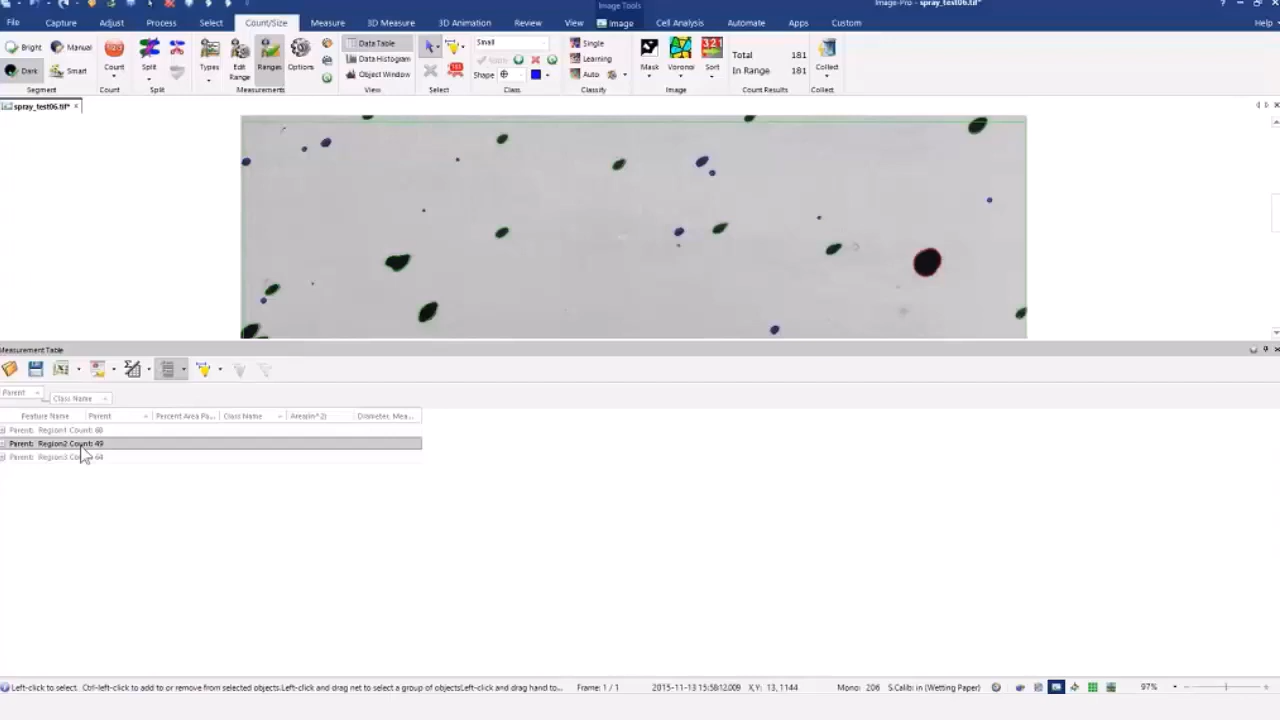 Image Tools
Image-Pro - spray_test06.tif*
File Home Adjust Process Select Count/Size Measure 3D Measure 3D Animation Review View Image Cell Analysis Automate Apps Custom Help
Bright Manual Data Table Small Single
Data Histogram Learning
Dark Smart Count Split Types Edit Range Ranges Options Object Window Shape Auto Mask Voronoi Sort Collect
Total 181
In Range 181
Segment Count Split Measurements View Select Class Classify Image Count Results Collect
spray_test06.tif*
Measurement Table
Parent
Class Name
Feature Name Parent Percent Area Pa... Class Name Area(in^2) Diameter, Mea...
Parent: Region1 Count: 68
Parent: Region2 Count: 49
Parent: Region3 64
Left-click to select. Ctrl-left-click to add to or remove from selected objects.Left-click and drag net to select a group of objectsLeft-click and drag hand to... Frame: 1 / 1 2015-11-13 15:58:12.009 X,Y: 13, 1144 Mono: 206 S.Calib: in (Wetting Paper) 97%